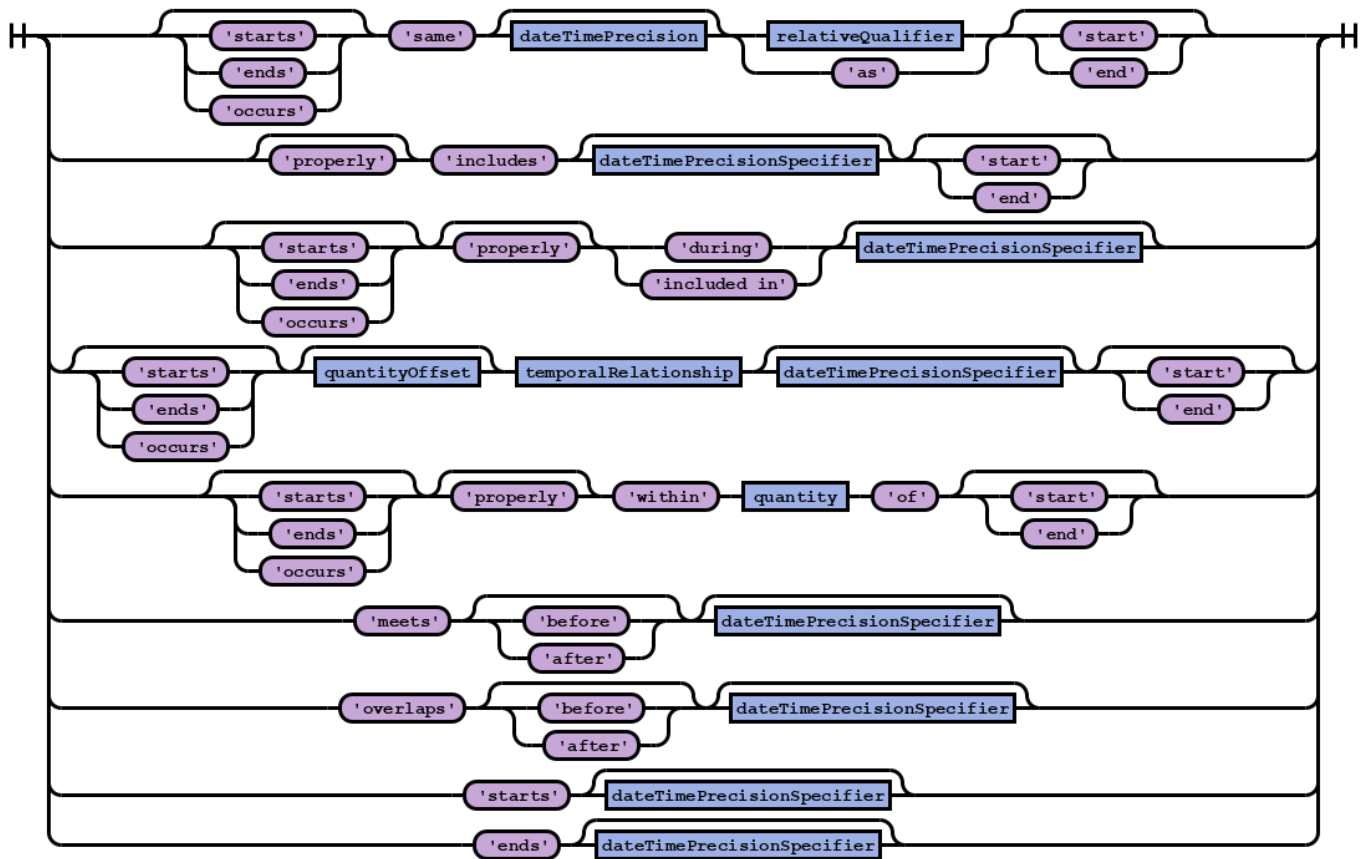 'starts' 'same' dateTimePrecision relativeQualifier 'start'
'ends' 'as' 'end'
'occurs'
'properly' 'includes' dateTimePrecisionSpecifier 'start'
'end'
'starts' 'properly' 'during' dateTimePrecisionSpecifier
'ends' 'included in'
'occurs'
'starts' quantityOffset temporalRelationship dateTimePrecisionSpecifier 'start'
'ends' 'end'
'occurs'
'starts' 'properly' 'within' quantity 'of' 'start'
'ends' 'end'
'occurs'
'meets' 'before' dateTimePrecisionSpecifier
'after'
'overlaps' 'before' dateTimePrecisionSpecifier
'after'
'starts' dateTimePrecisionSpecifier
'ends' dateTimePrecisionSpecifier